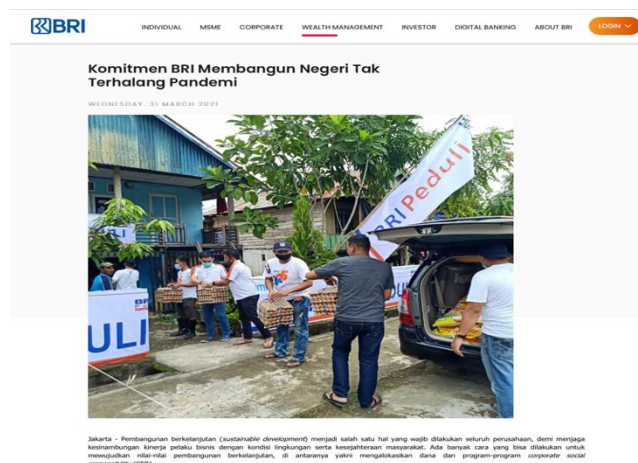 BRI
INDIVIDUAL MSME CORPORATE WEALTH MANAGEMENT INVESTOR DIGITAL BANKING ABOUT BRI LOGIN
Komitmen BRI Membangun Negeri Tak
Terhalang Pandemi
WEDNESDAY, 31 MARCH 2021
BRI Peduli
ULI
Jakarta - Pembangunan berkelanjutan (sustainable development) menjadi salah satu hal yang wajib dilakukan seluruh perusahaan, demi menjaga
kesinambungan kinerja pelaku bisnis dengan kondisi lingkungan serta kesejahteraan masyarakat. Ada banyak cara yang bisa dilakukan untuk
mewujudkan nilai-nilai pembangunan berkelanjutan, di antaranya yakni mengalokasikan dana dan program-program corporate social